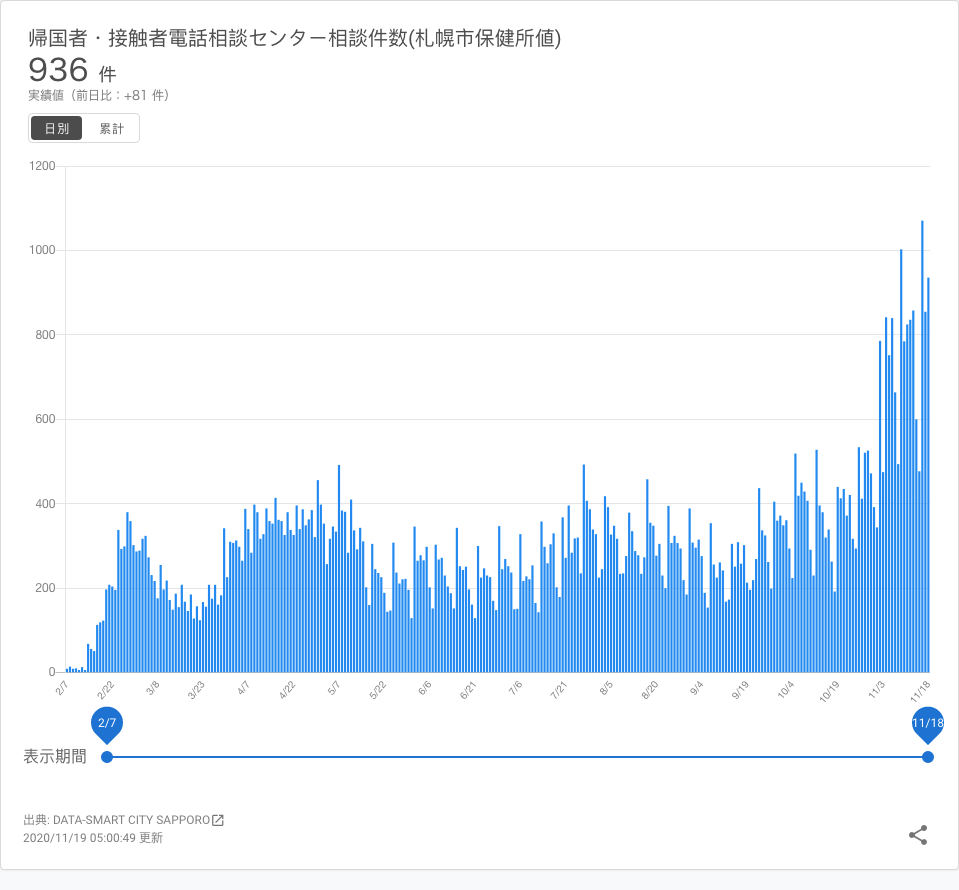 帰国者・接触者電話相談センター相談件数(札幌市保健所値)
936 件
実績値（前日比：+81 件）
日別 累計
1200
1000
800
600
400
200
0
2/7 2/22 3/8 3/23 4/7 4/22 5/7 5/22 6/6 6/21 7/6 7/21 8/5 8/20 9/4 9/19 10/4 10/19 11/3 11/18
2/7 11/18
表示期間
出典: DATA-SMART CITY SAPPORO
2020/11/19 05:00:49 更新